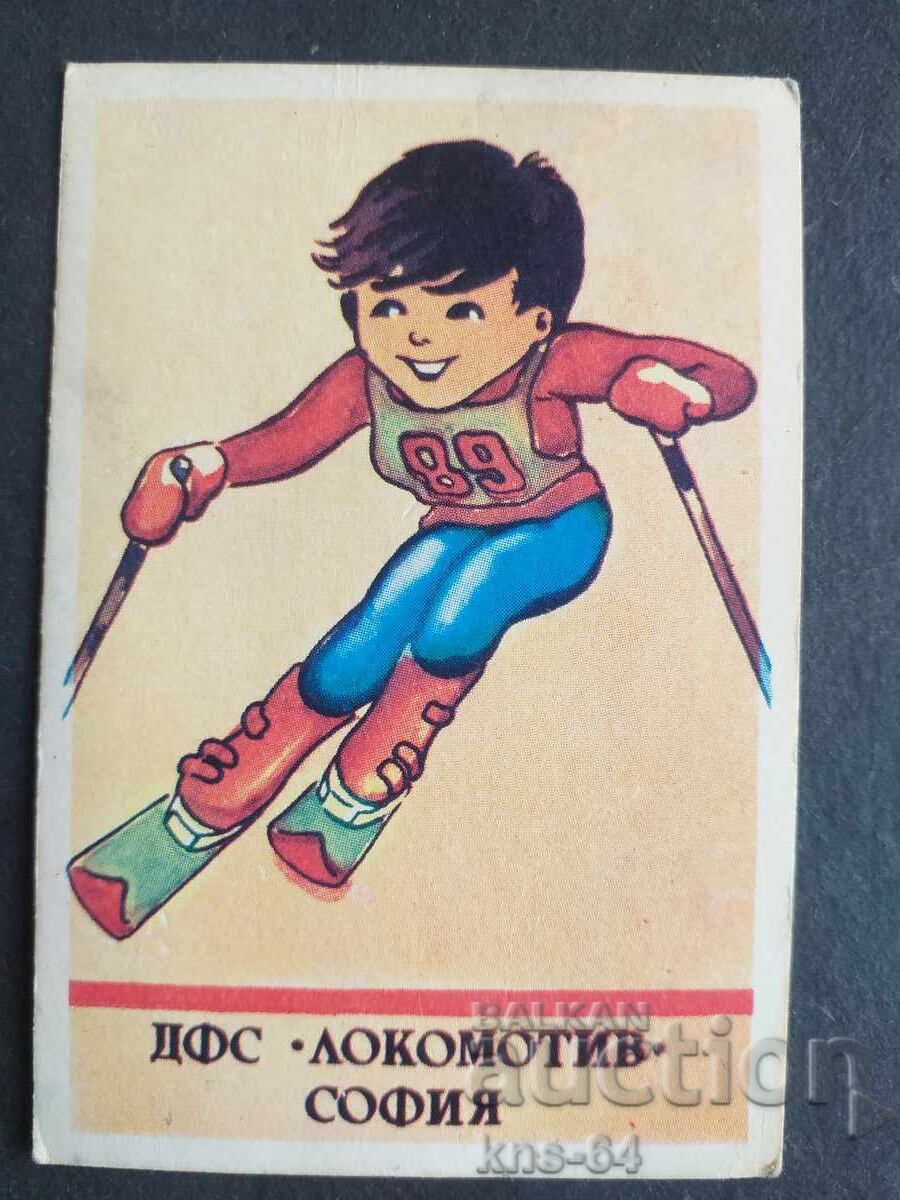 89
ДФС •ЛОКОМОТИВ•
СОФИЯ
BALKAN
auction
kns-64